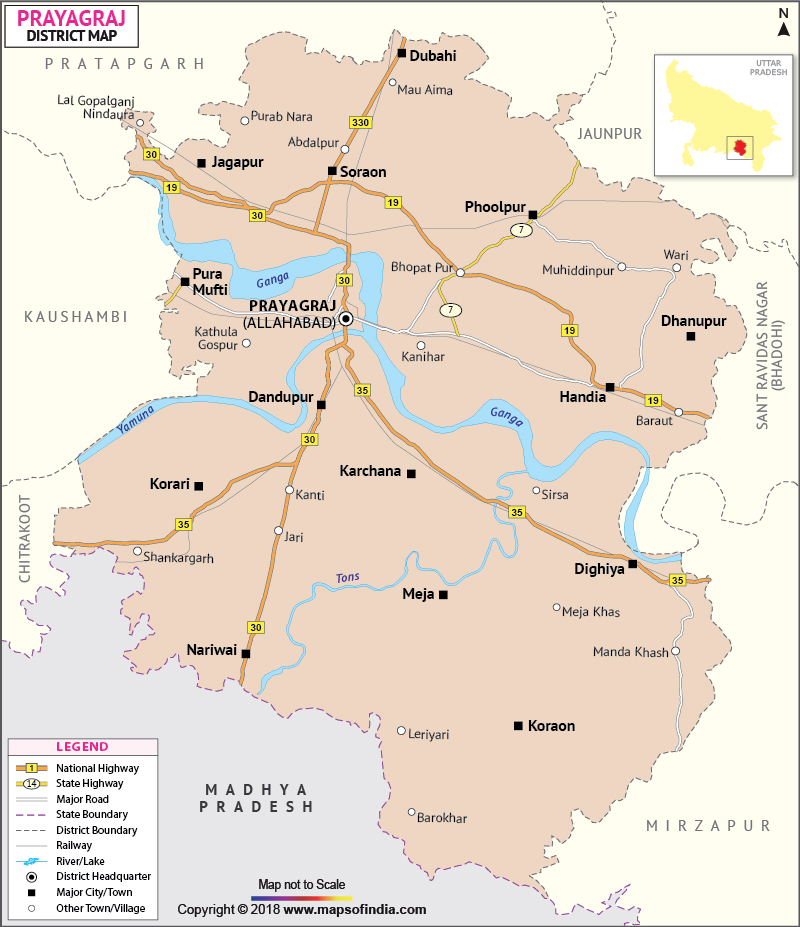 PRAYAGRAJ
DISTRICT MAP
N
UTTAR
PRADESH
PRATAPGARH
JAUNPUR
KAUSHAMBI
CHITRAKOOT
SANT RAVIDAS NAGAR
(BHADOHI)
MIRZAPUR
MADHYA
PRADESH
Dubahi
Mau Aima
Lal Gopalganj
Nindaura
Purab Nara
330
Abdalpur
30
Jagapur
Soraon
19
30
19
Phoolpur
7
Bhopat Pur
Muhiddinpur
Wari
Pura
Mufti
Ganga
30
PRAYAGRAJ
(ALLAHABAD)
7
19
Dhanupur
Kathula
Gospur
Kanihar
Dandupur
35
Handia
19
Baraut
Yamuna
Ganga
30
Korari
Karchana
Kanti
Sirsa
35
35
Jari
Shankargarh
Dighiya
35
Tons
Meja
Meja Khas
30
Nariwai
Manda Khash
Leriyari
Koraon
Barokhar
LEGEND
1 National Highway
14 State Highway
Major Road
State Boundary
District Boundary
Railway
River/Lake
District Headquarter
Major City/Town
Other Town/Village
Map not to Scale
Copyright © 2018 www.mapsofindia.com